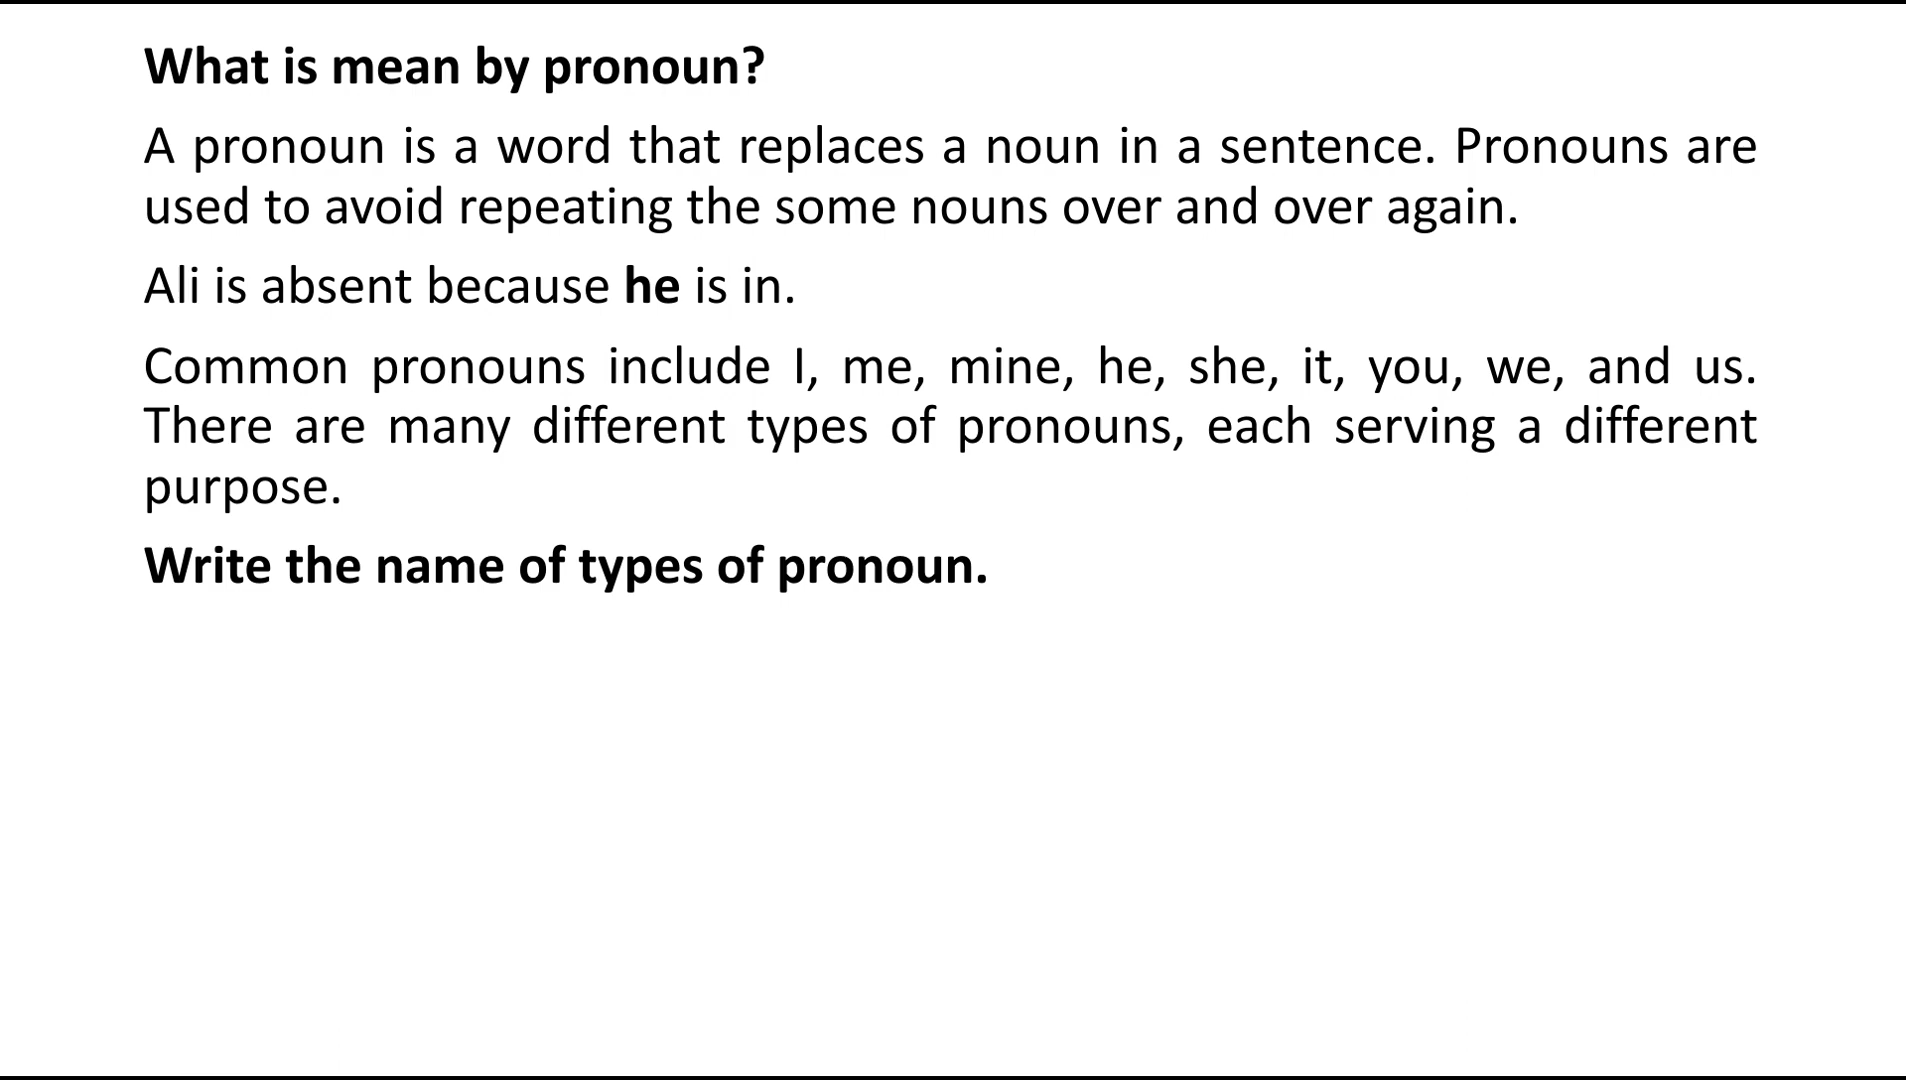 What is mean by pronoun?
A pronoun is a word that replaces a noun in a sentence. Pronouns are
used to avoid repeating the some nouns over and over again.
Ali is absent because he is in.
Common pronouns include I, me, mine, he, she, it, you, we, and us.
There are many different types of pronouns, each serving a different
purpose.
Write the name of types of pronoun.